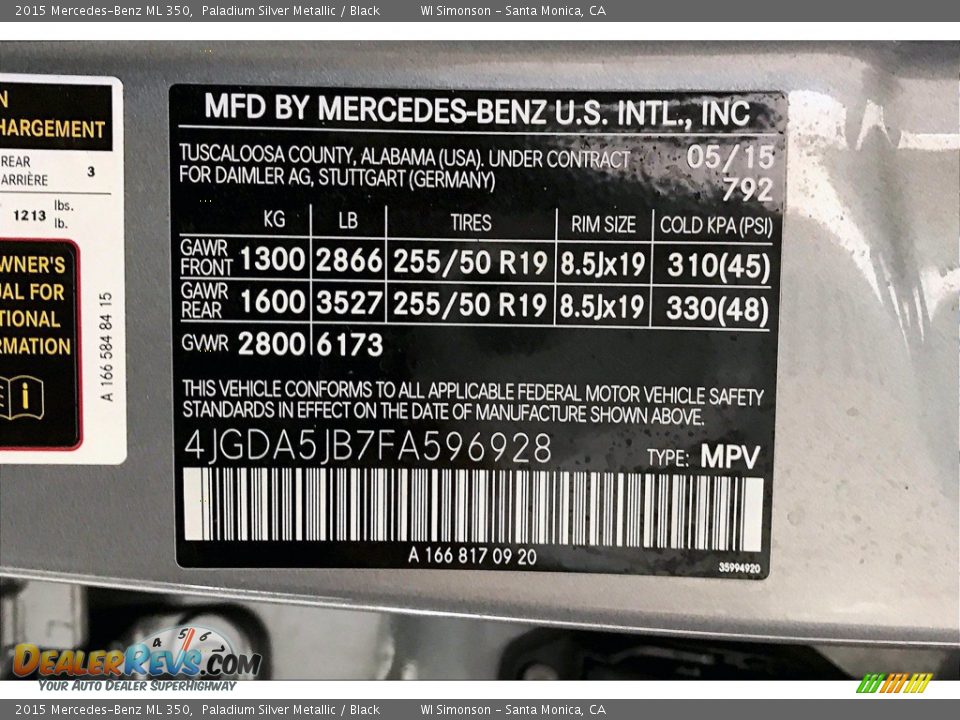 2015 Mercedes-Benz ML 350,  Paladium Silver Metallic / Black        WI Simonson - Santa Monica, CA
HARGEMENT
REAR
ARRIÈRE 3
1213 lbs.
lb.
WNER'S
FOR
TIONAL
RMATION
A 166 584 84 15
MFD BY MERCEDES-BENZ U.S. INTL., INC
TUSCALOOSA COUNTY, ALABAMA (USA). UNDER CONTRACT 05/15
FOR DAIMLER AG, STUTTGART (GERMANY) 792
KG LB TIRES RIM SIZE COLD KPA (PSI)
GAWR FRONT 1300 2866 255/50 R19 8.5Jx19 310(45)
GAWR REAR 1600 3527 255/50 R19 8.5Jx19 330(48)
GVWR 2800 6173
THIS VEHICLE CONFORMS TO ALL APPLICABLE FEDERAL MOTOR VEHICLE SAFETY
STANDARDS IN EFFECT ON THE DATE OF MANUFACTURE SHOWN ABOVE.
4JGDA5JB7FA596928 TYPE: MPV
A 166 817 09 20
35994920
4 5 6
DEALERREVS.COM
YOUR AUTO DEALER SUPERHIGHWAY
2015 Mercedes-Benz ML 350,  Paladium Silver Metallic / Black        WI Simonson - Santa Monica, CA